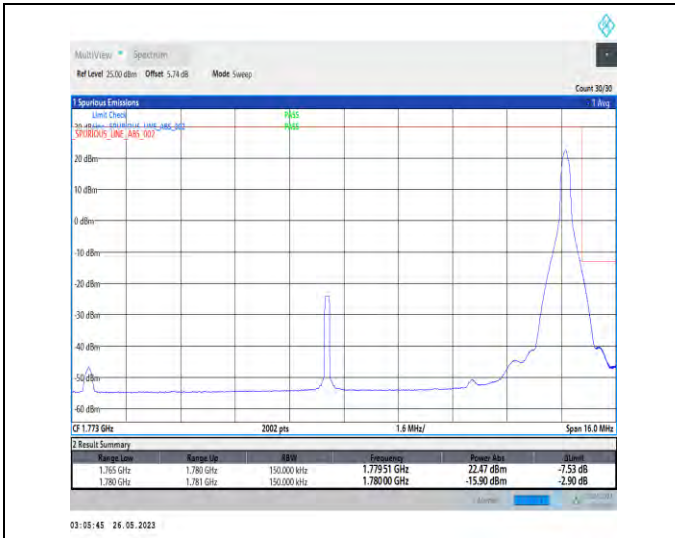 MultiView Spectrum
Ref Level 25.00 dBm Offset 5.74 dB Mode Sweep
Count 30/30
1 Spurious Emissions 1 Avg
Limit Check PASS
SPURIOUS_LINE_ABS_002 PASS
SPURIOUS_LINE_ABS_002
20 dBm
10 dBm
0 dBm
-10 dBm
-20 dBm
-30 dBm
-40 dBm
-50 dBm
-60 dBm
CF 1.773 GHz 2002 pts 1.6 MHz/ Span 16.0 MHz
2 Result Summary
Range Low Range Up RBW Frequency Power Abs ΔLimit
1.765 GHz 1.780 GHz 150.000 kHz 1.77951 GHz 22.47 dBm -7.53 dB
1.780 GHz 1.781 GHz 150.000 kHz 1.78000 GHz -15.90 dBm -2.90 dB
03:05:45 26.05.2023